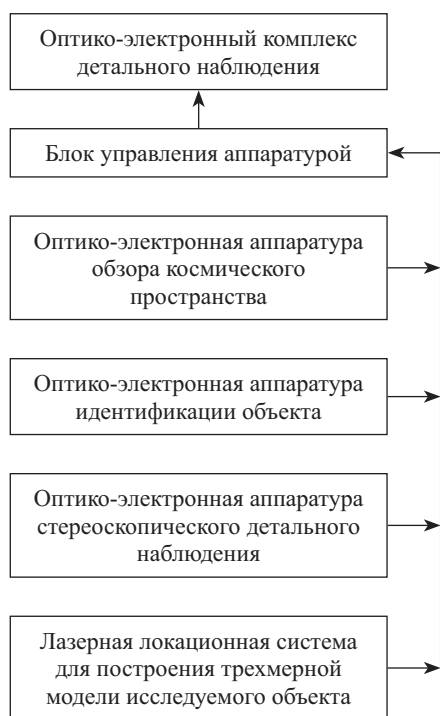 Оптико-электронный комплекс
детального наблюдения
Блок управления аппаратурой
Оптико-электронная аппаратура
обзора космического
пространства
Оптико-электронная аппаратура
идентификации объекта
Оптико-электронная аппаратура
стереоскопического детального
наблюдения
Лазерная локационная система
для построения трехмерной
модели исследуемого объекта